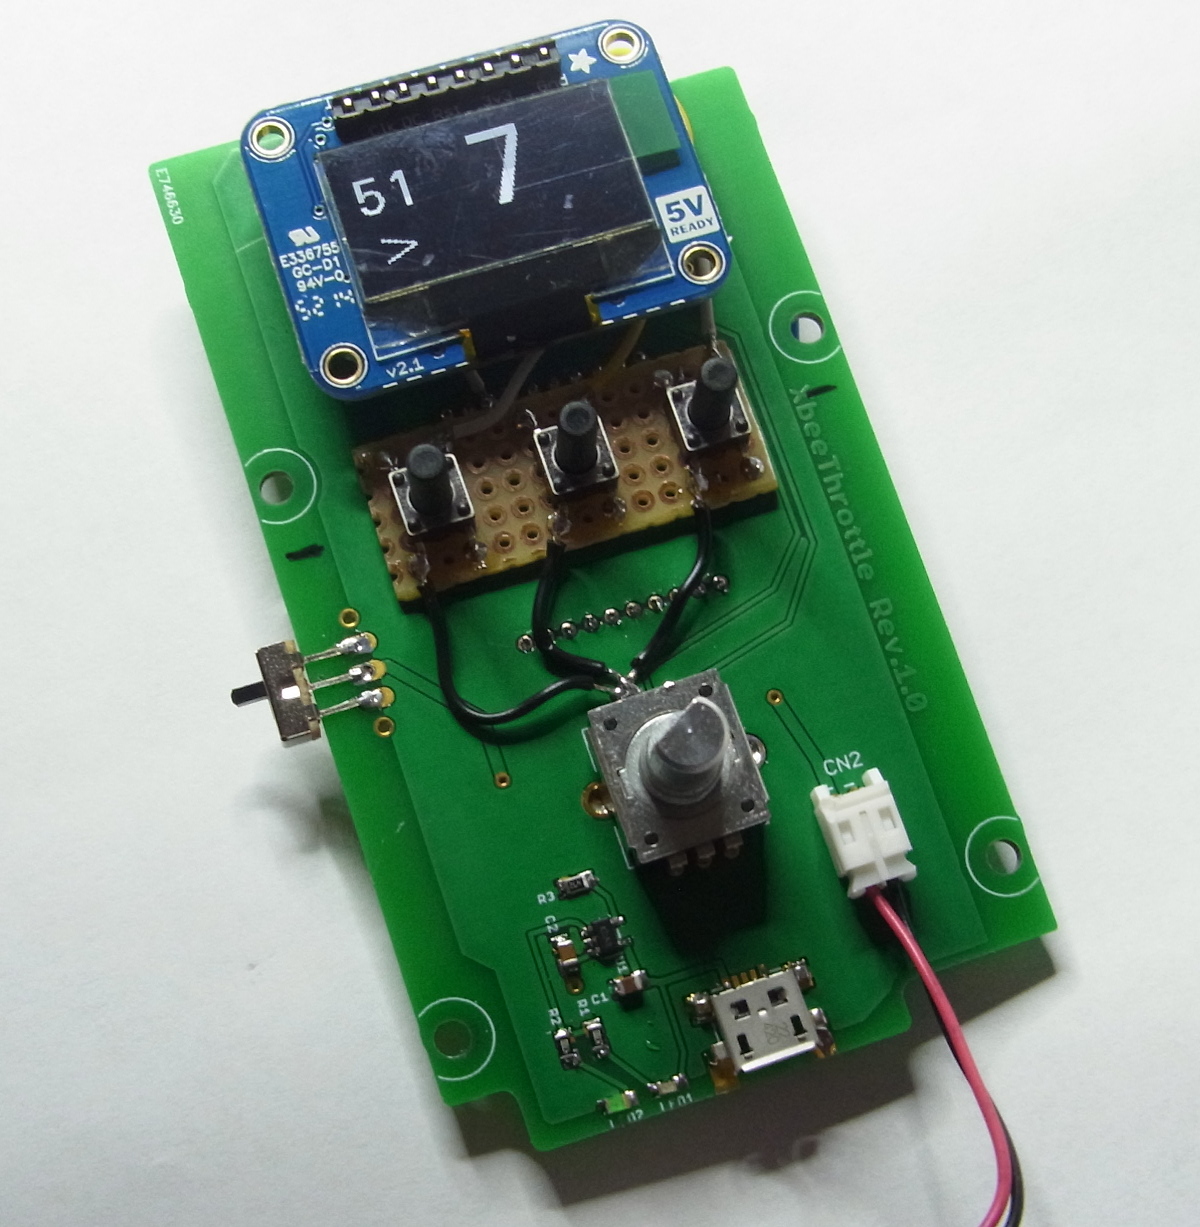 7
51
>
5V
READY
E336755
GC-D1
94V-0
v2.1
E746630
XbeeThrottle Rev.1.0
CN2
R3
C2
C1
R2
R1
LED1